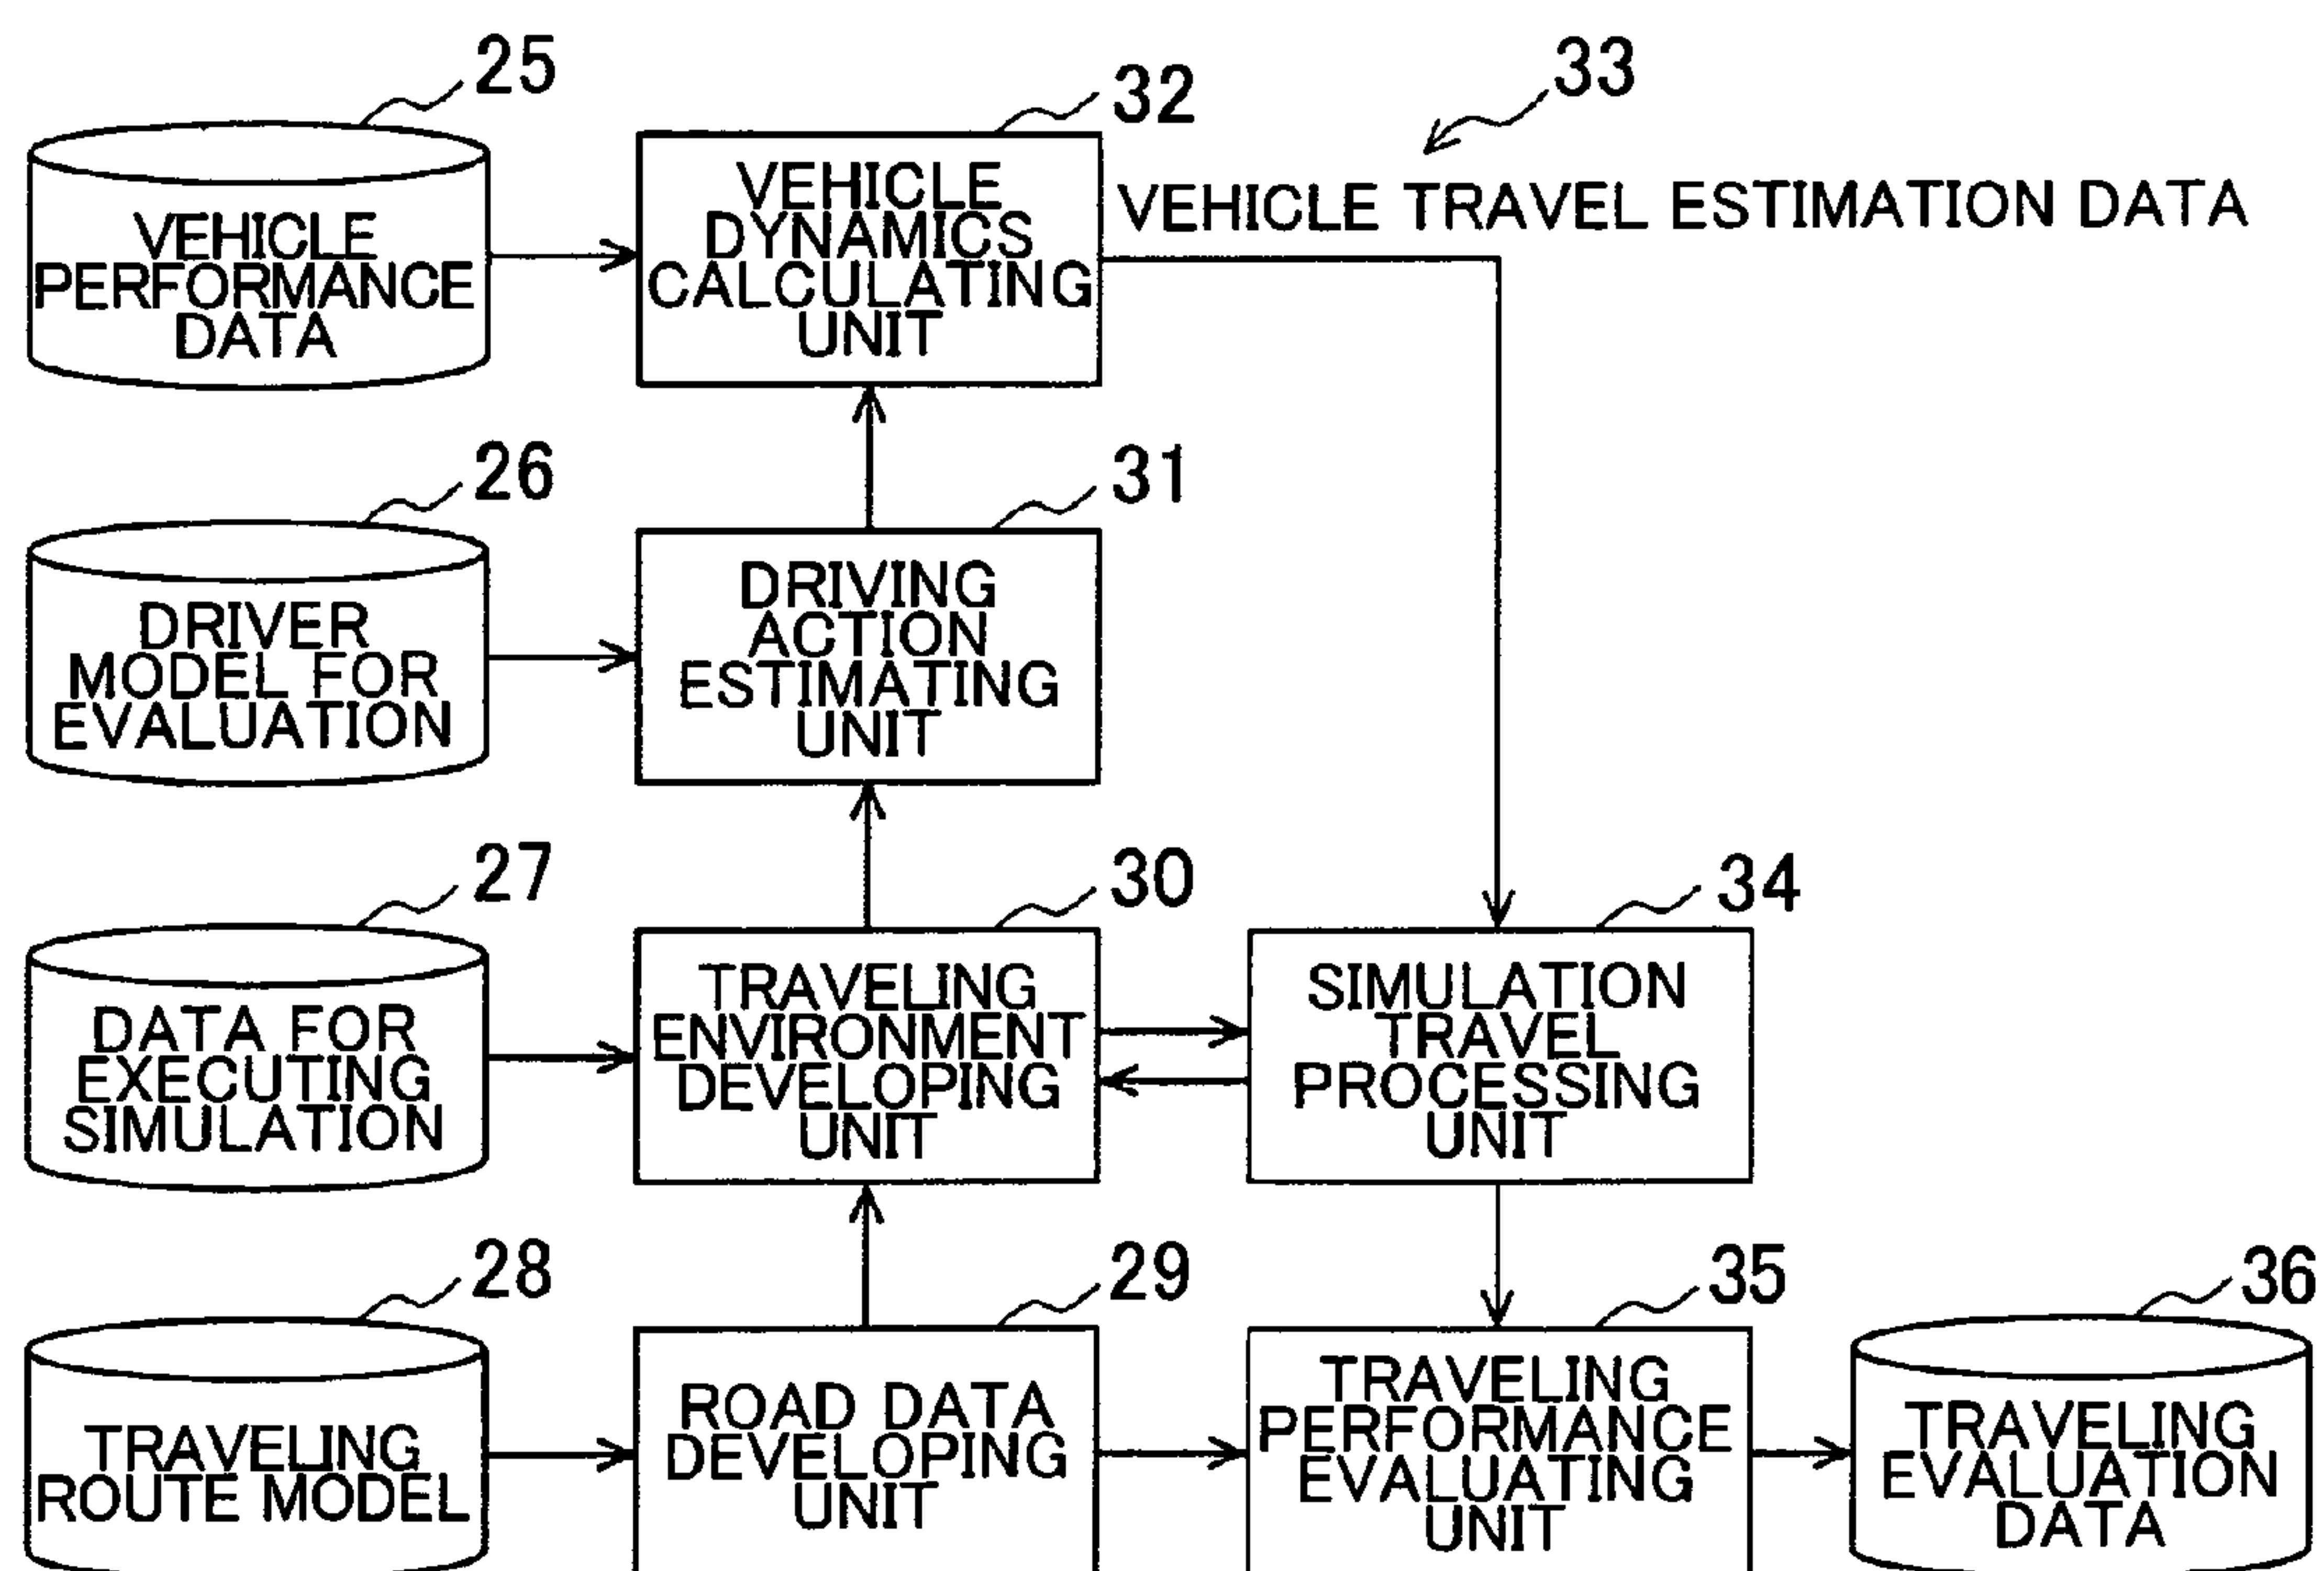 25
VEHICLE
PERFORMANCE
DATA
32
VEHICLE
DYNAMICS
CALCULATING
UNIT
33
VEHICLE TRAVEL ESTIMATION DATA
26
DRIVER
MODEL FOR
EVALUATION
31
DRIVING
ACTION
ESTIMATING
UNIT
27
DATA FOR
EXECUTING
SIMULATION
30
TRAVELING
ENVIRONMENT
DEVELOPING
UNIT
34
SIMULATION
TRAVEL
PROCESSING
UNIT
28
TRAVELING
ROUTE MODEL
29
ROAD DATA
DEVELOPING
UNIT
35
TRAVELING
PERFORMANCE
EVALUATING
UNIT
36
TRAVELING
EVALUATION
DATA